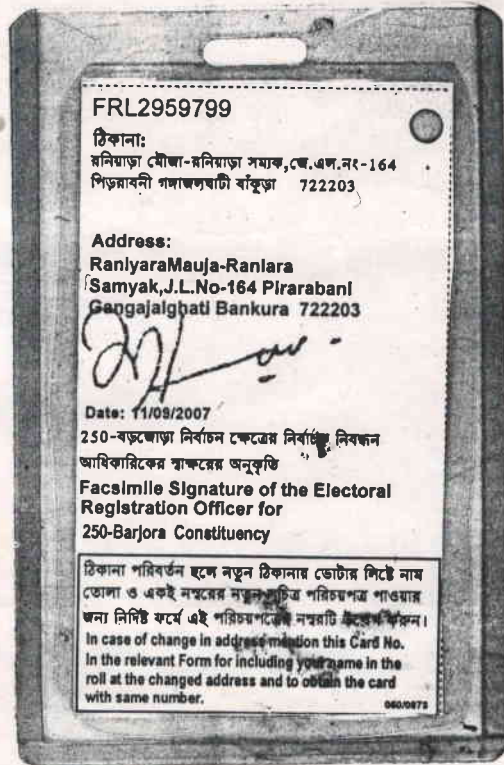 FRL2959799
ঠিকানা:
রনিয়াড়া মৌজা-রনিয়াড়া সম্যক,জে.এল.নং-164
পিড়রাবনী গঙ্গাজলঘাটী বাঁকুড়া 722203
Address:
RaniyaraMauja-Raniara
Samyak,J.L.No-164 Pirarabani
Gangajalghati Bankura 722203
Date: 11/09/2007
250-বড়জোড়া নির্বাচন ক্ষেত্রের নির্বাচক নিবন্ধন
আধিকারিকের স্বাক্ষরের অনুকৃতি
Facsimile Signature of the Electoral
Registration Officer for
250-Barjora Constituency
ঠিকানা পরিবর্তন হলে নতুন ঠিকানার ভোটার লিষ্টে নাম
তোলা ও একই নম্বরের নতুন সচিত্র পরিচয়পত্র পাওয়ার
জন্য নির্দিষ্ট ফর্মে এই পরিচয়পত্রের নম্বরটি উল্লেখ করুন।
In case of change in address mention this Card No.
In the relevant Form for including your name in the
roll at the changed address and to obtain the card
with same number.
060/0873